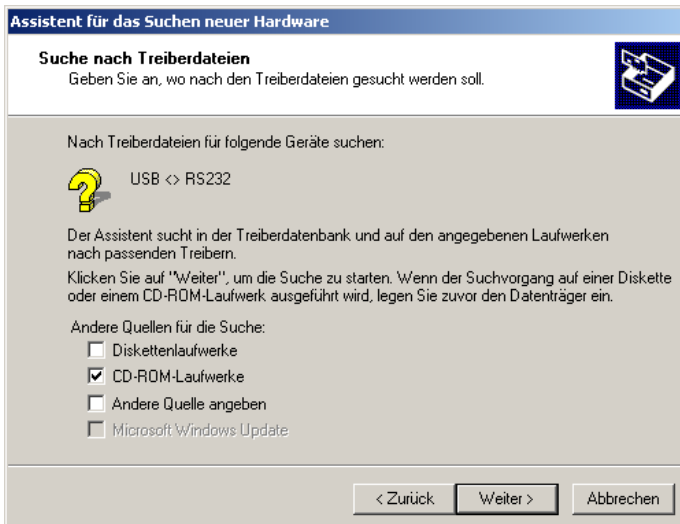 Assistent für das Suchen neuer Hardware
Suche nach Treiberdateien
Geben Sie an, wo nach den Treiberdateien gesucht werden soll.
Nach Treiberdateien für folgende Geräte suchen:
USB <> RS232
Der Assistent sucht in der Treiberdatenbank und auf den angegebenen Laufwerken
nach passenden Treibern.
Klicken Sie auf "Weiter", um die Suche zu starten. Wenn der Suchvorgang auf einer Diskette
oder einem CD-ROM-Laufwerk ausgeführt wird, legen Sie zuvor den Datenträger ein.
Andere Quellen für die Suche:
Diskettenlaufwerke
CD-ROM-Laufwerke
Andere Quelle angeben
Microsoft Windows Update
< Zurück Weiter > Abbrechen